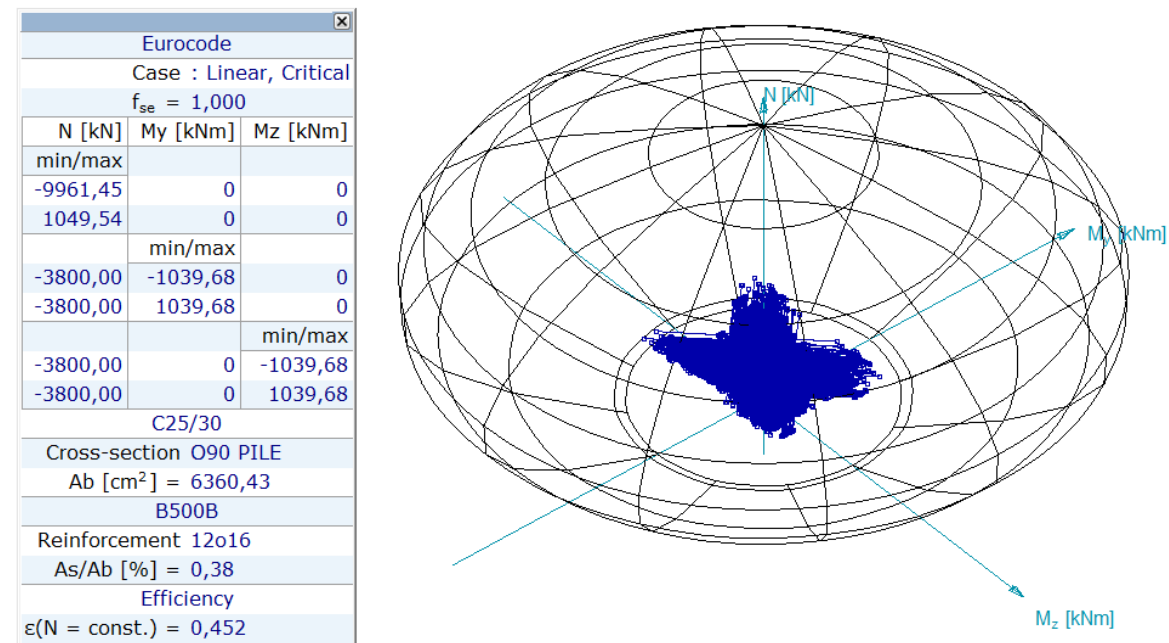 Eurocode
Case : Linear, Critical
fse = 1,000
N [kN] My [kNm] Mz [kNm]
min/max
-9961,45 0 0
1049,54 0 0
min/max
-3800,00 -1039,68 0
-3800,00 1039,68 0
min/max
-3800,00 0 -1039,68
-3800,00 0 1039,68
C25/30
Cross-section O90 PILE
Ab [cm²] = 6360,43
B500B
Reinforcement 12o16
As/Ab [%] = 0,38
Efficiency
ε(N = const.) = 0,452
N [kN]
My [kNm]
Mz [kNm]